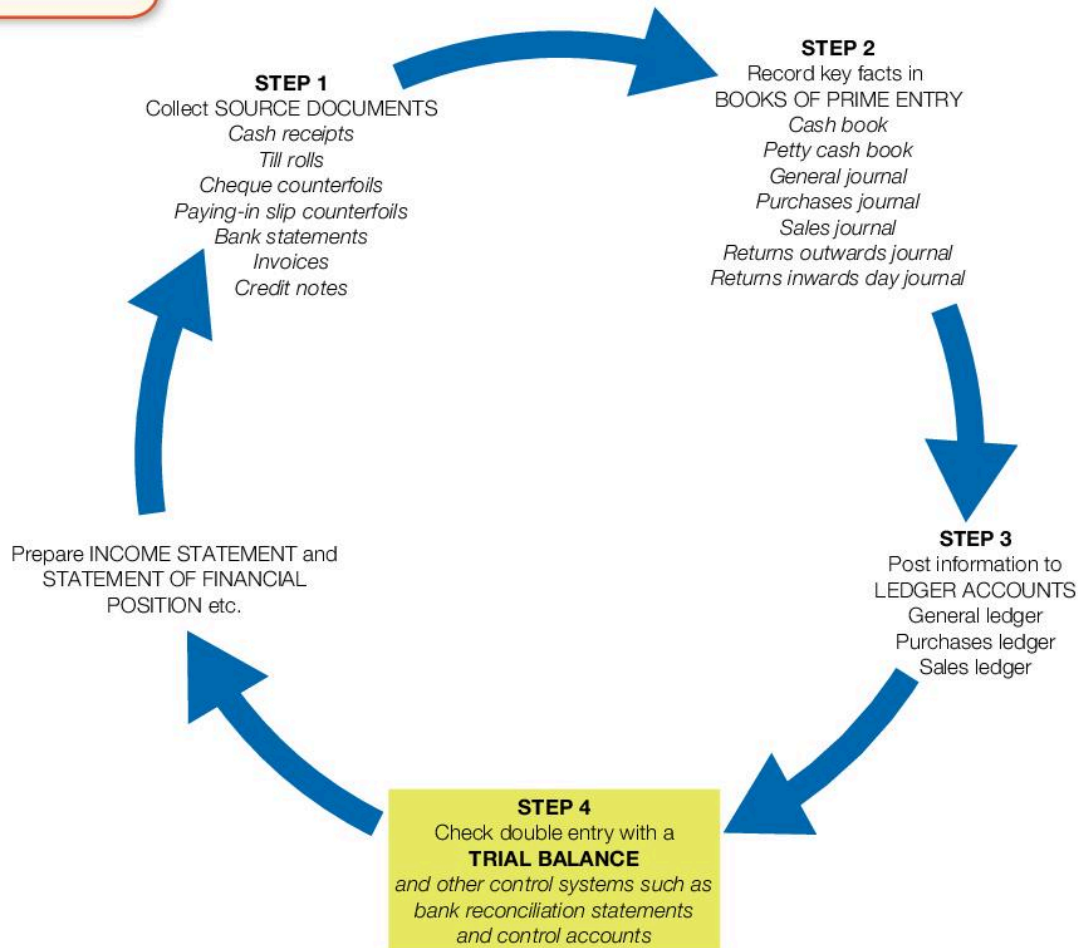 STEP 1
Collect SOURCE DOCUMENTS
Cash receipts
Till rolls
Cheque counterfoils
Paying-in slip counterfoils
Bank statements
Invoices
Credit notes
STEP 2
Record key facts in
BOOKS OF PRIME ENTRY
Cash book
Petty cash book
General journal
Purchases journal
Sales journal
Returns outwards journal
Returns inwards day journal
STEP 3
Post information to
LEDGER ACCOUNTS
General ledger
Purchases ledger
Sales ledger
STEP 4
Check double entry with a
TRIAL BALANCE
and other control systems such as
bank reconciliation statements
and control accounts
Prepare INCOME STATEMENT and
STATEMENT OF FINANCIAL
POSITION etc.